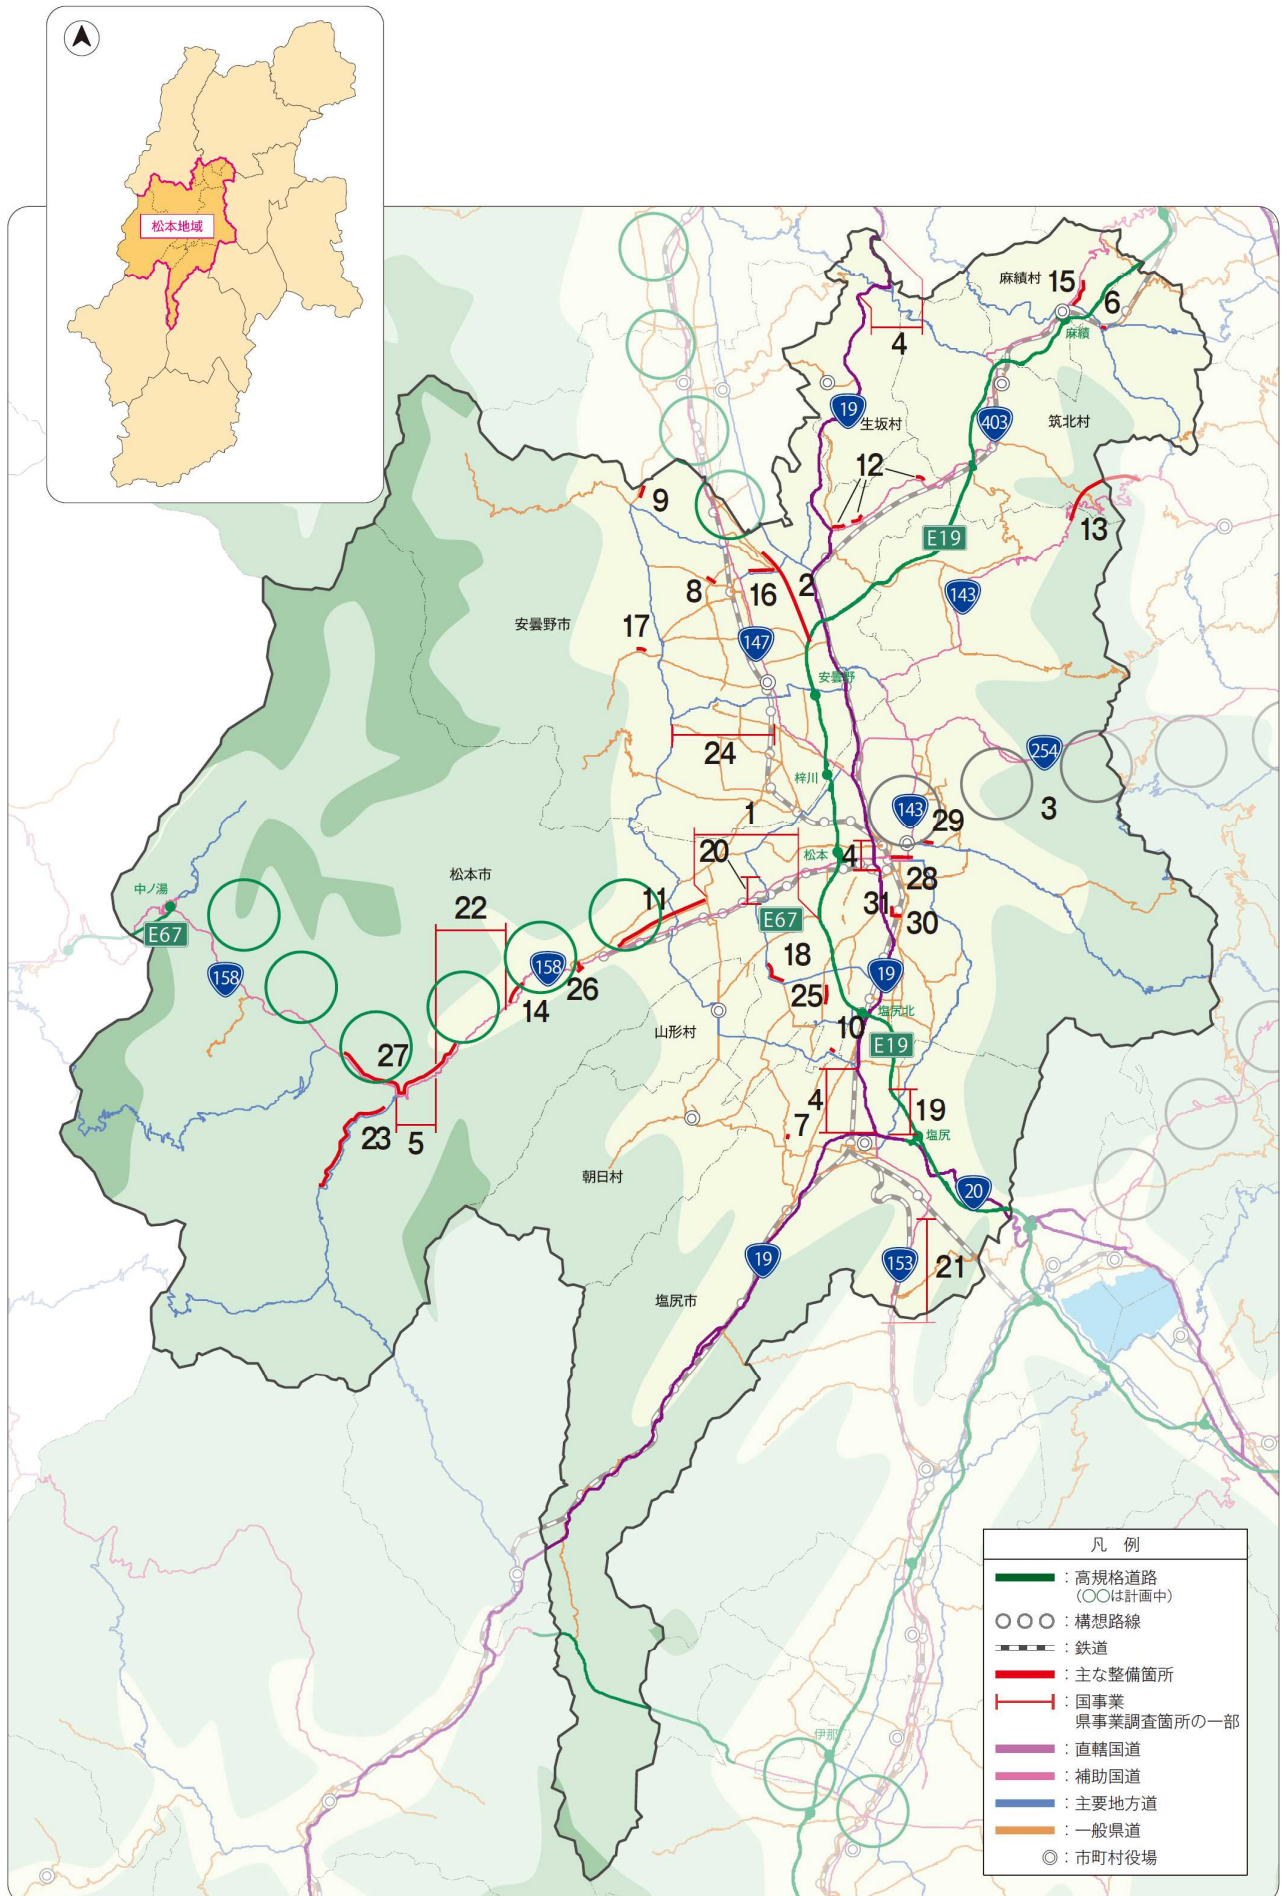 松本地域
麻績村
15
6
麻績
4
19
生坂村
403
筑北村
12
9
13
E19
2
8
16
143
17
安曇野市
147
安曇野
24
254
梓川
3
1
143
29
20
松本
4
28
松本市
中ノ湯
22
11
31
30
E67
E67
18
158
158
26
19
25
14
塩尻北
10
山形村
E19
27
4
19
7
23
5
塩尻
朝日村
20
19
153
21
塩尻市
伊那
凡 例
：高規格道路
（○○は計画中）
：構想路線
：鉄道
：主な整備箇所
：国事業
県事業調査箇所の一部
：直轄国道
：補助国道
：主要地方道
：一般県道
◎：市町村役場